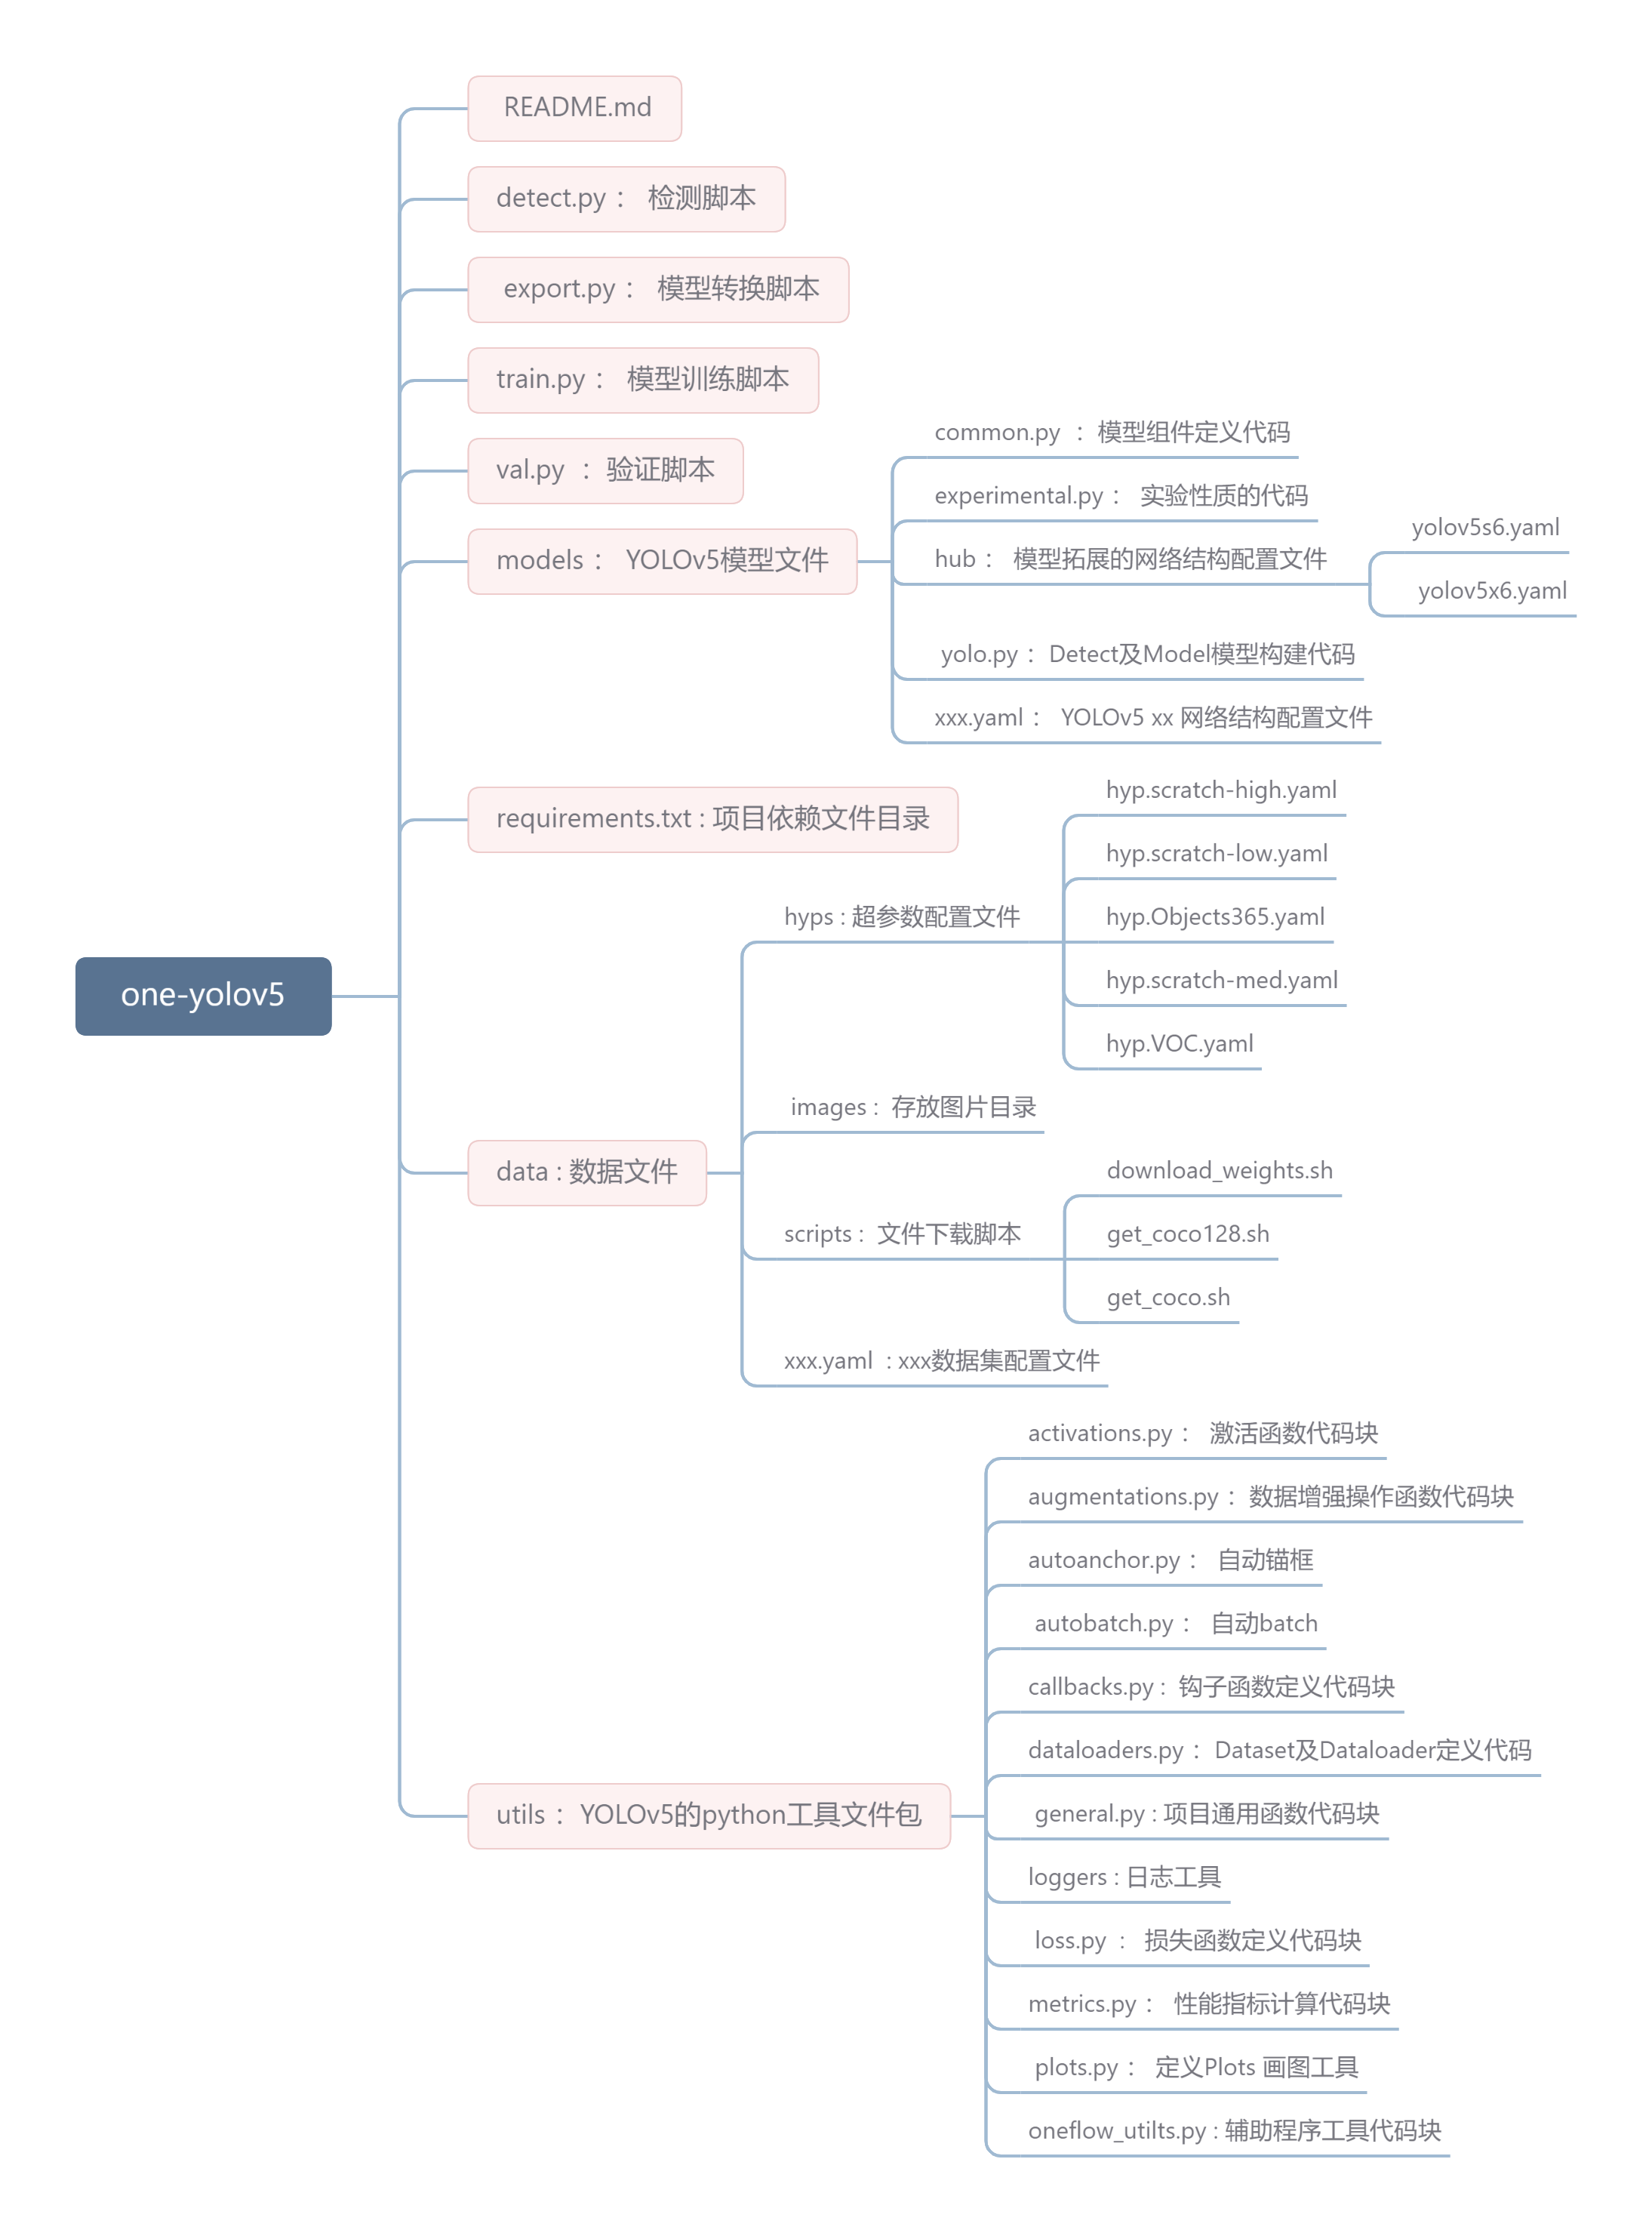 one-yolov5
README.md
detect.py： 检测脚本
export.py： 模型转换脚本
train.py： 模型训练脚本
val.py ：验证脚本
models： YOLOv5模型文件
common.py ：模型组件定义代码
experimental.py： 实验性质的代码
hub： 模型拓展的网络结构配置文件
yolov5s6.yaml
yolov5x6.yaml
yolo.py：Detect及Model模型构建代码
xxx.yaml： YOLOv5 xx 网络结构配置文件
requirements.txt : 项目依赖文件目录
data : 数据文件
hyps : 超参数配置文件
hyp.scratch-high.yaml
hyp.scratch-low.yaml
hyp.Objects365.yaml
hyp.scratch-med.yaml
hyp.VOC.yaml
images :  存放图片目录
scripts :  文件下载脚本
download_weights.sh
get_coco128.sh
get_coco.sh
xxx.yaml  : xxx数据集配置文件
utils： YOLOv5的python工具文件包
activations.py： 激活函数代码块
augmentations.py： 数据增强操作函数代码块
autoanchor.py： 自动锚框
autobatch.py： 自动batch
callbacks.py :  钩子函数定义代码块
dataloaders.py：Dataset及Dataloader定义代码
general.py : 项目通用函数代码块
loggers : 日志工具
loss.py ： 损失函数定义代码块
metrics.py： 性能指标计算代码块
plots.py： 定义Plots 画图工具
oneflow_utilts.py : 辅助程序工具代码块